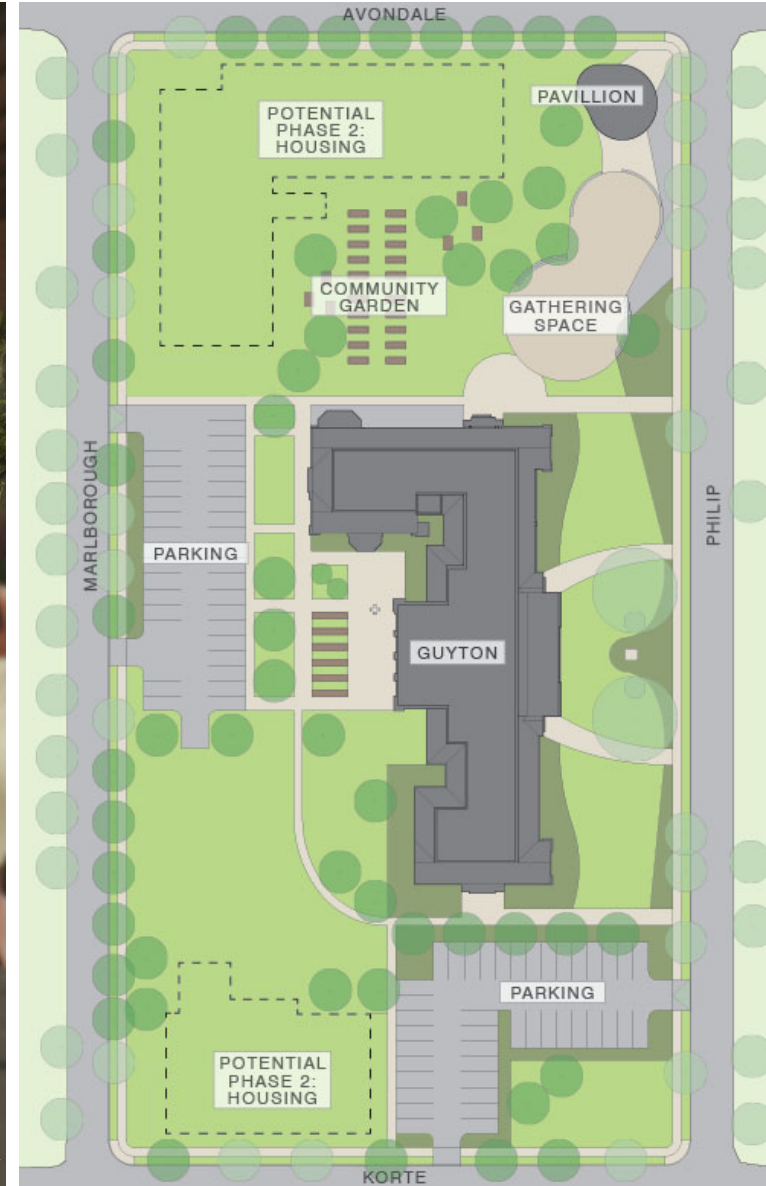 AVONDALE
PAVILLION
POTENTIAL
PHASE 2:
HOUSING
COMMUNITY
GARDEN
GATHERING
SPACE
MARLBOROUGH
PHILIP
PARKING
GUYTON
PARKING
POTENTIAL
PHASE 2:
HOUSING
KORTE